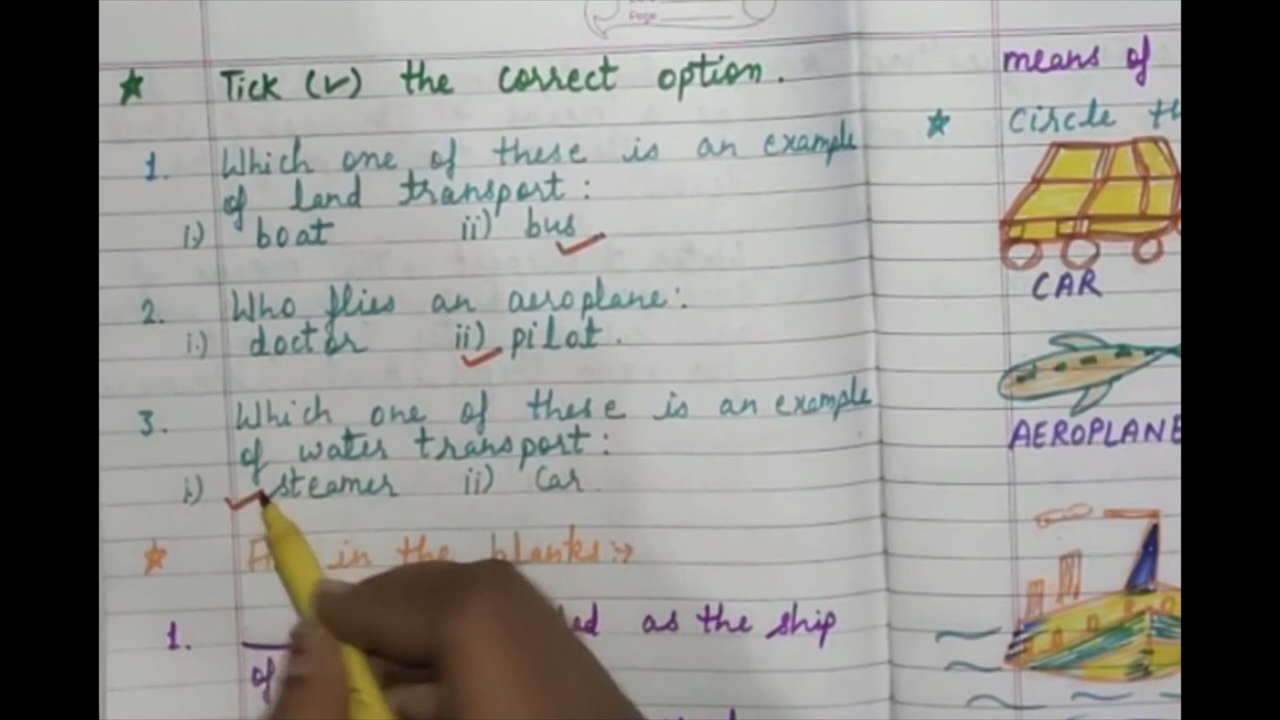 Page
★ Tick (✓) the correct option.
1. Which one of these is an example
of land transport:
i.) boat ii) bus
2. Who flies an aeroplane:
i.) doctor ii) pilot.
3. Which one of these is an example
of water transport:
i.) steamer ii) car
★ in the blanks:→
1. as the ship
of
means of
★ Circle
CAR
AEROPLANE